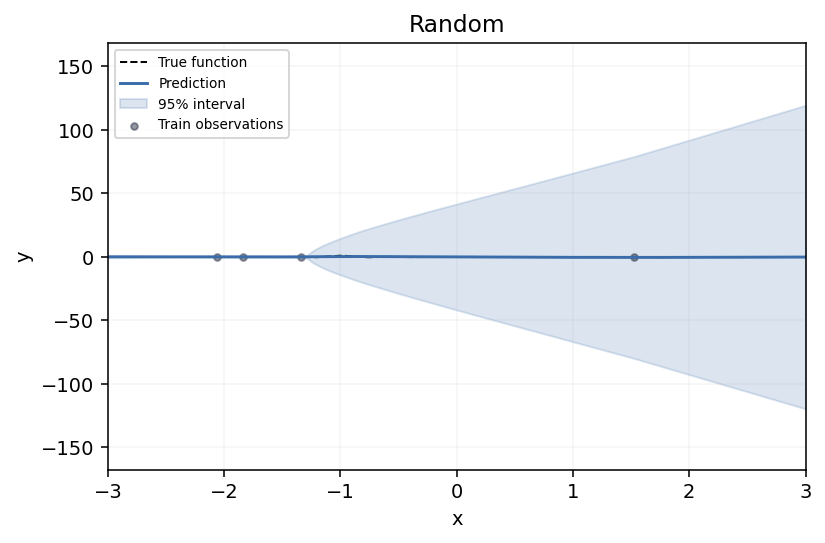 Random
True function
Prediction
95% interval
Train observations
150
100
50
0
−50
−100
−150
y
−3 −2 −1 0 1 2 3
x